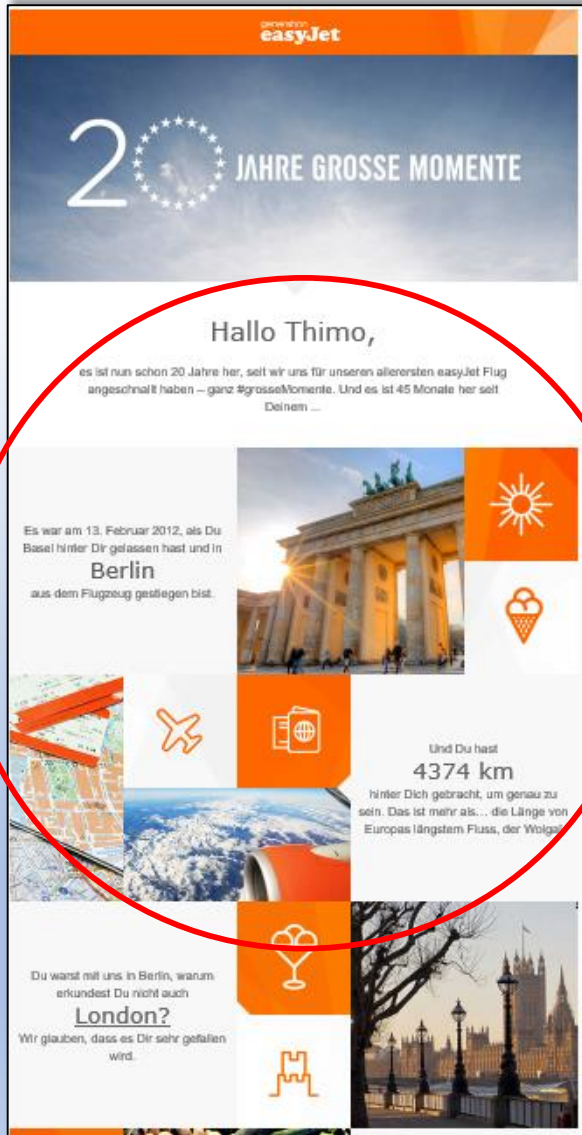 generation
easyJet
20 JAHRE GROSSE MOMENTE
Hallo Thimo,
es ist nun schon 20 Jahre her, seit wir uns für unseren allerersten easyJet Flug
angeschnallt haben – ganz #grosseMomente. Und es ist 45 Monate her seit
Deinem ...
Es war am 13. Februar 2012, als Du
Basel hinter Dir gelassen hast und in
Berlin
aus dem Flugzeug gestiegen bist.
Und Du hast
4374 km
hinter Dich gebracht, um genau zu
sein. Das ist mehr als... die Länge von
Europas längstem Fluss, der Wolga!
Du warst mit uns in Berlin, warum
erkundest Du nicht auch
London?
Wir glauben, dass es Dir sehr gefallen
wird.